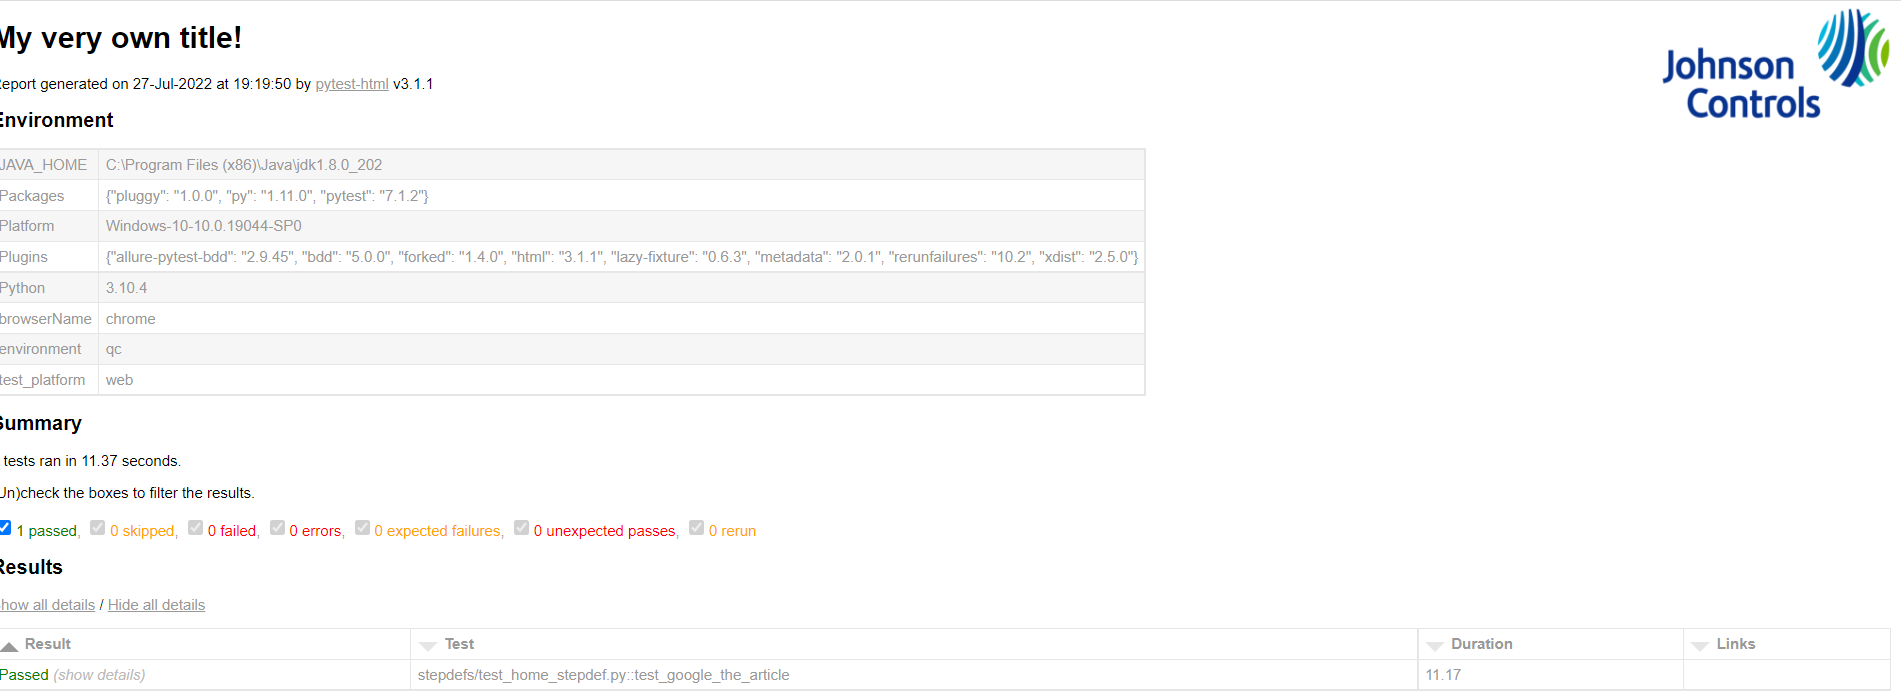 My very own title!
Johnson
Controls
Report generated on 27-Jul-2022 at 19:19:50 by pytest-html v3.1.1
Environment
JAVA_HOME C:\Program Files (x86)\Java\jdk1.8.0_202
Packages {"pluggy": "1.0.0", "py": "1.11.0", "pytest": "7.1.2"}
Platform Windows-10-10.0.19044-SP0
Plugins {"allure-pytest-bdd": "2.9.45", "bdd": "5.0.0", "forked": "1.4.0", "html": "3.1.1", "lazy-fixture": "0.6.3", "metadata": "2.0.1", "rerunfailures": "10.2", "xdist": "2.5.0"}
Python 3.10.4
browserName chrome
environment qc
test_platform web
Summary
tests ran in 11.37 seconds.
Un)check the boxes to filter the results.
1 passed, 0 skipped, 0 failed, 0 errors, 0 expected failures, 0 unexpected passes, 0 rerun
Results
how all details / Hide all details
Result Test Duration Links
Passed (show details) stepdefs/test_home_stepdef.py::test_google_the_article 11.17